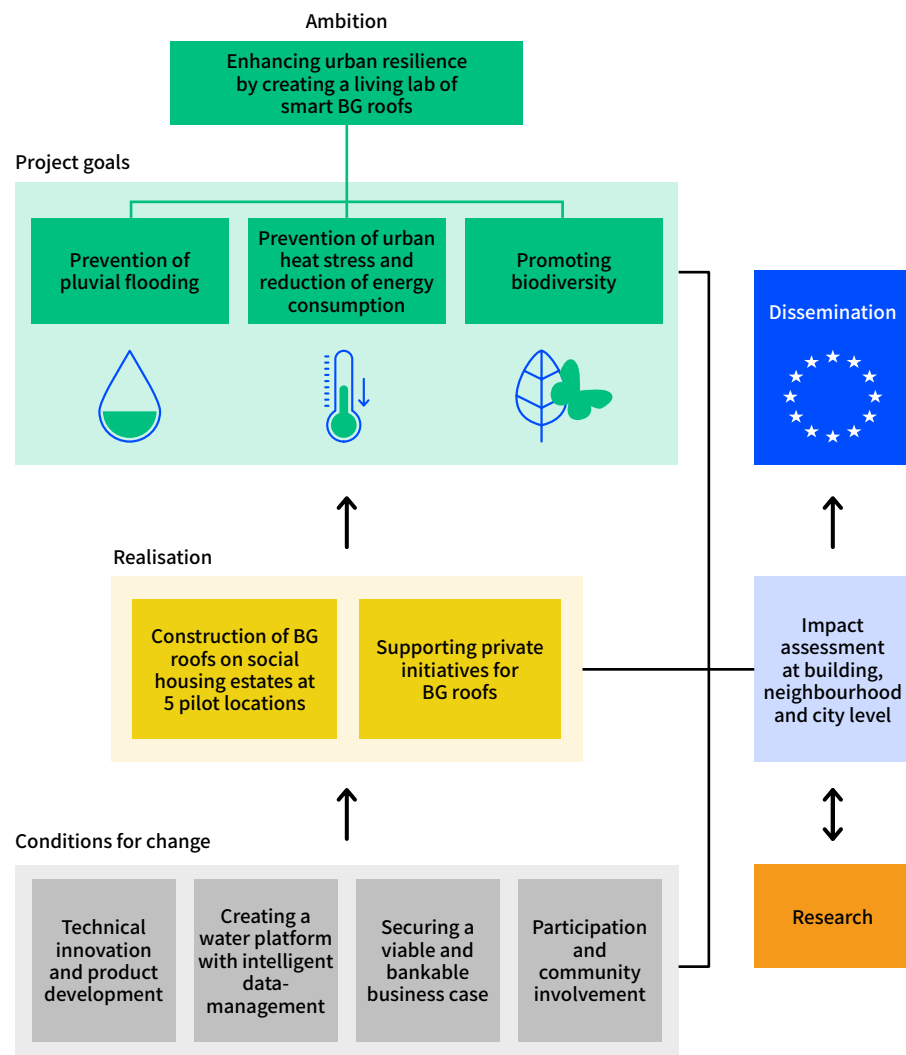 Ambition
Enhancing urban resilience
by creating a living lab of
smart BG roofs
Project goals
Prevention of
pluvial flooding
Prevention of urban
heat stress and
reduction of energy
consumption
Promoting
biodiversity
Dissemination
Realisation
Construction of BG
roofs on social
housing estates at
5 pilot locations
Supporting private
initiatives for
BG roofs
Impact
assessment
at building,
neighbourhood
and city level
Conditions for change
Technical
innovation
and product
development
Creating a
water platform
with intelligent
data-
management
Securing a
viable and
bankable
business case
Participation
and
community
involvement
Research